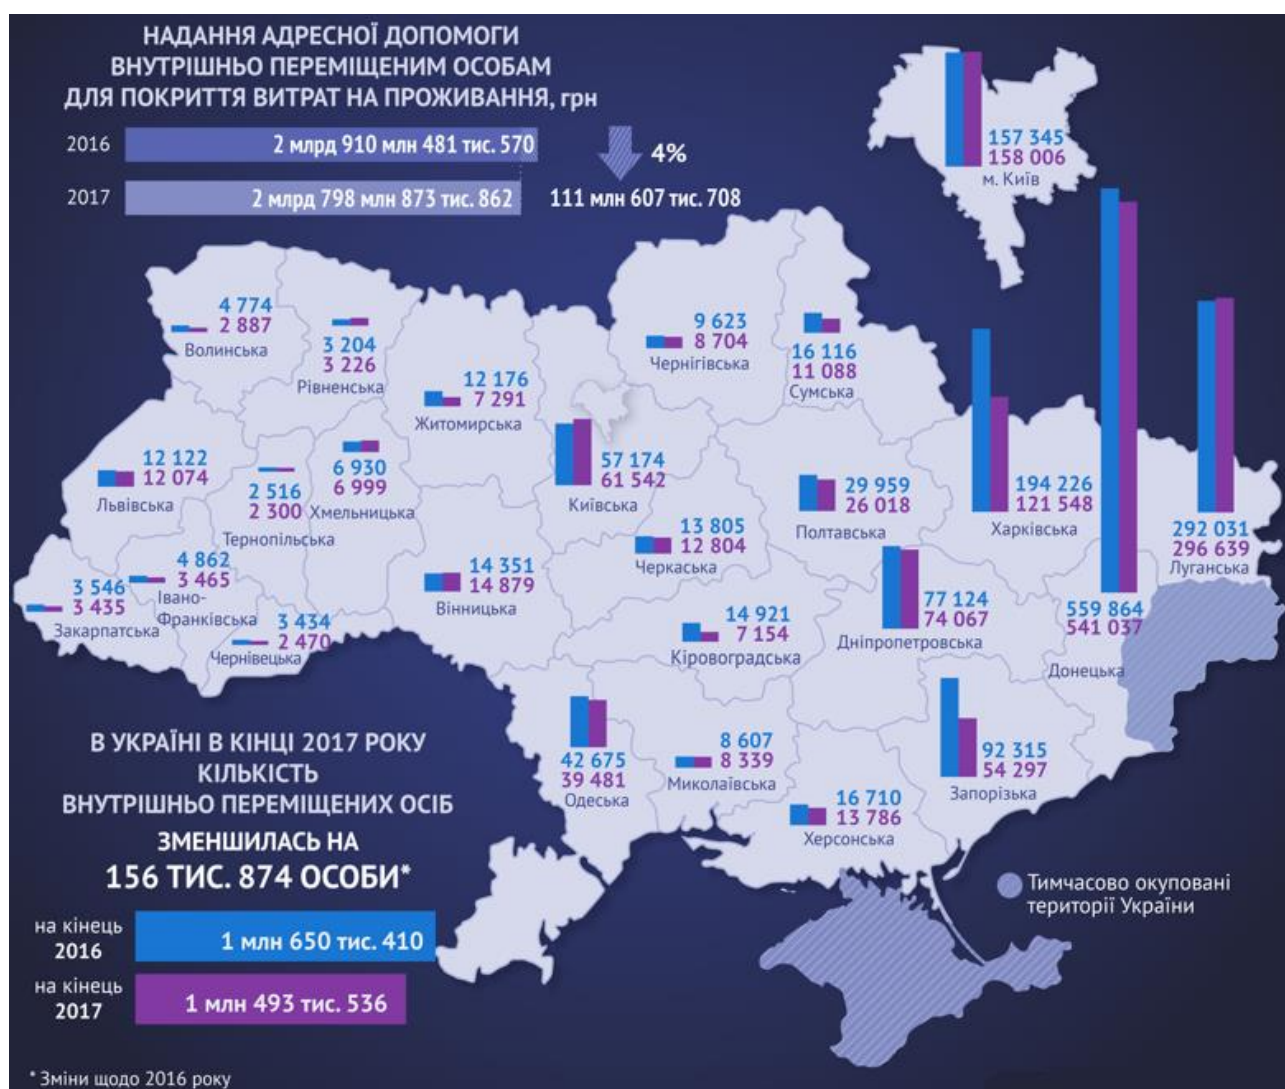 НАДАННЯ АДРЕСНОЇ ДОПОМОГИ
ВНУТРІШНЬО ПЕРЕМІЩЕНИМ ОСОБАМ
ДЛЯ ПОКРИТТЯ ВИТРАТ НА ПРОЖИВАННЯ, грн
2016
2 млрд 910 млн 481 тис. 570
4%
2017
2 млрд 798 млн 873 тис. 862
111 млн 607 тис. 708
157 345
158 006
м. Київ
4 774
2 887
Волинська
3 204
3 226
Рівненська
12 176
7 291
Житомирська
9 623
8 704
Чернігівська
16 116
11 088
Сумська
12 122
12 074
Львівська
2 516
2 300
Тернопільська
6 930
6 999
Хмельницька
57 174
61 542
Київська
13 805
12 804
Черкаська
29 959
26 018
Полтавська
194 226
121 548
Харківська
292 031
296 639
Луганська
3 546
3 435
Закарпатська
4 862
3 465
Івано-
Франківська
3 434
2 470
Чернівецька
14 351
14 879
Вінницька
14 921
7 154
Кіровоградська
77 124
74 067
Дніпропетровська
559 864
541 037
Донецька
42 675
39 481
Одеська
8 607
8 339
Миколаївська
16 710
13 786
Херсонська
92 315
54 297
Запорізька
В УКРАЇНІ В КІНЦІ 2017 РОКУ
КІЛЬКІСТЬ
ВНУТРІШНЬО ПЕРЕМІЩЕНИХ ОСІБ
ЗМЕНШИЛАСЬ НА
156 ТИС. 874 ОСОБИ*
на кінець
2016
1 млн 650 тис. 410
на кінець
2017
1 млн 493 тис. 536
Тимчасово окуповані
території України
* Зміни щодо 2016 року